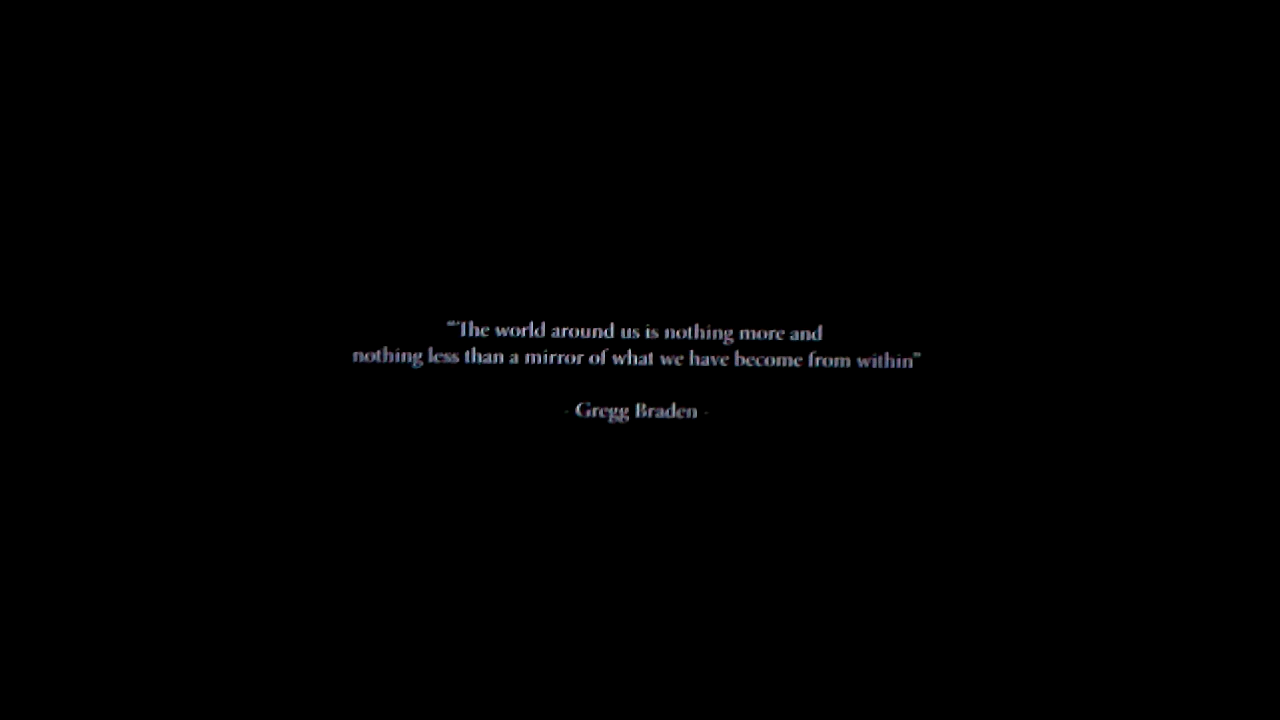 “The world around us is nothing more and
nothing less than a mirror of what we have become from within”
- Gregg Braden -